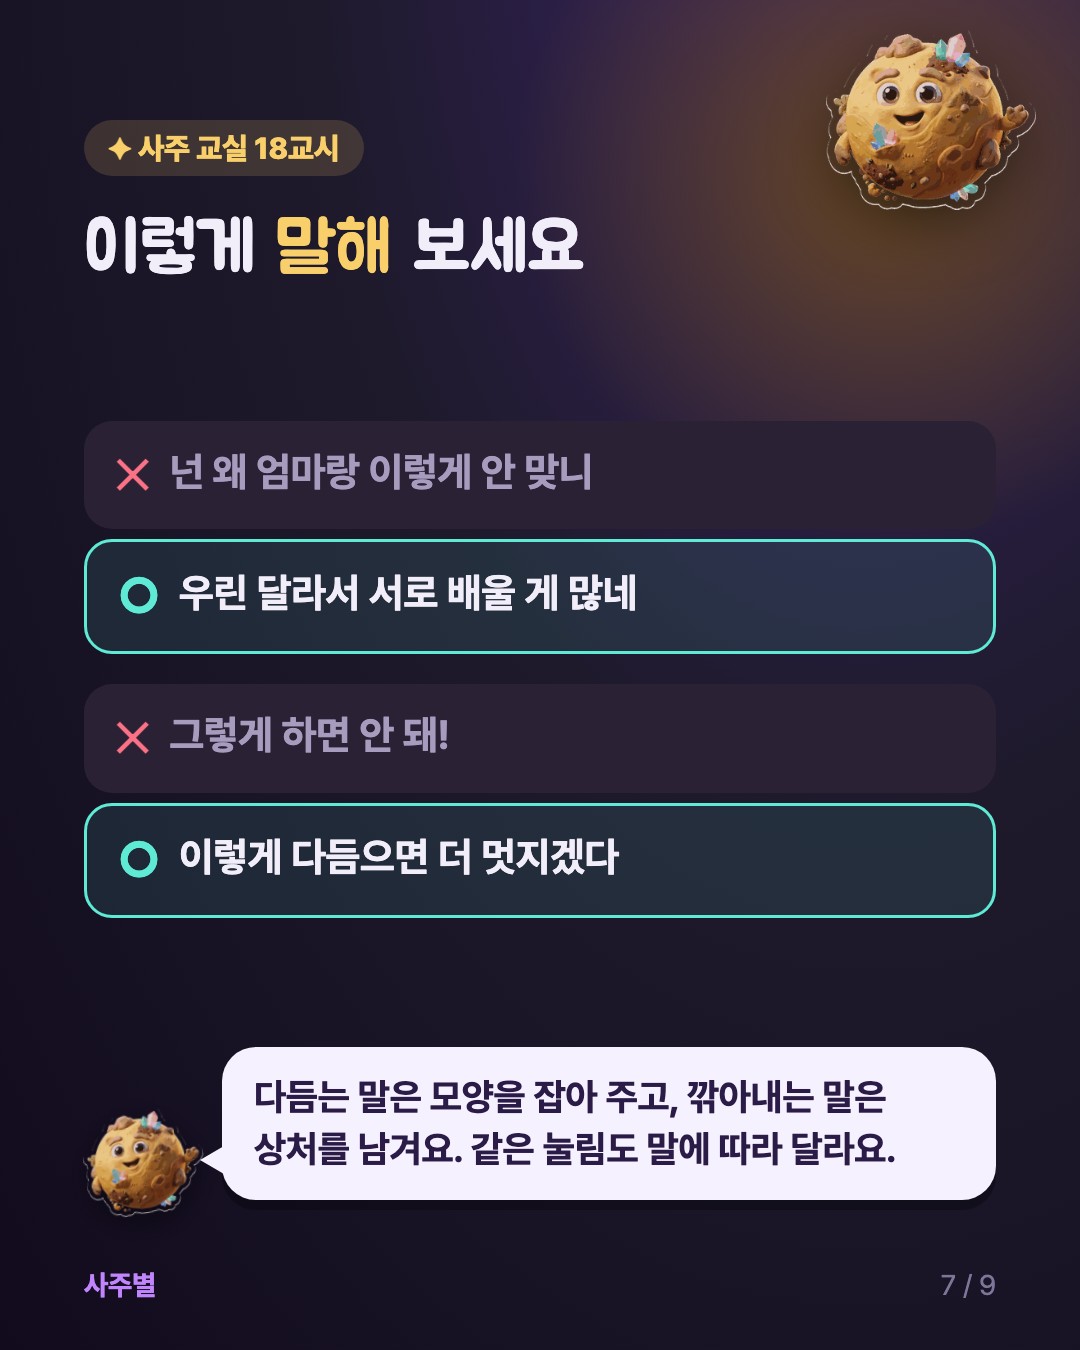 ✦ 사주 교실 18교시
이렇게 말해 보세요
넌 왜 엄마랑 이렇게 안 맞니
우린 달라서 서로 배울 게 많네
그렇게 하면 안 돼!
이렇게 다듬으면 더 멋지겠다
다듬는 말은 모양을 잡아 주고, 깎아내는 말은
상처를 남겨요. 같은 눌림도 말에 따라 달라요.
사주별
7 / 9